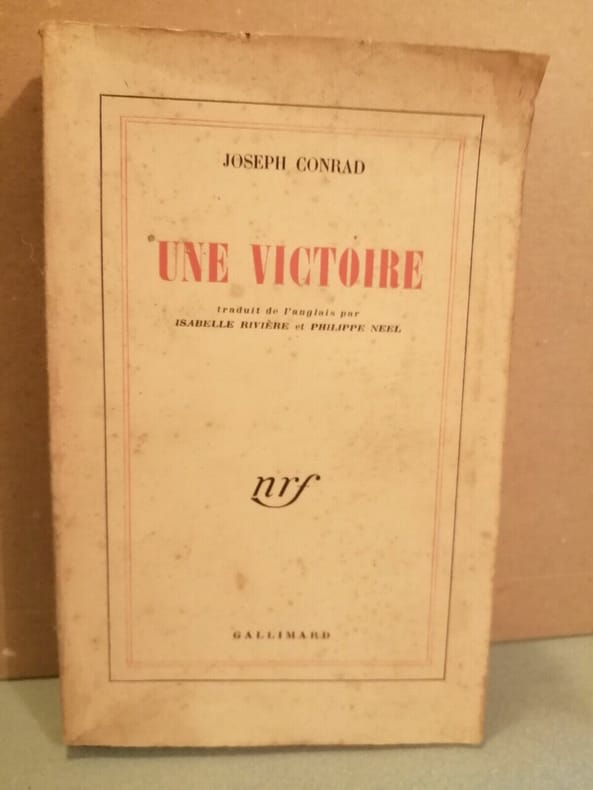 JOSEPH CONRAD
UNE VICTOIRE
traduit de l'anglais par
ISABELLE RIVIÈRE et PHILIPPE NEEL
nrf
GALLIMARD